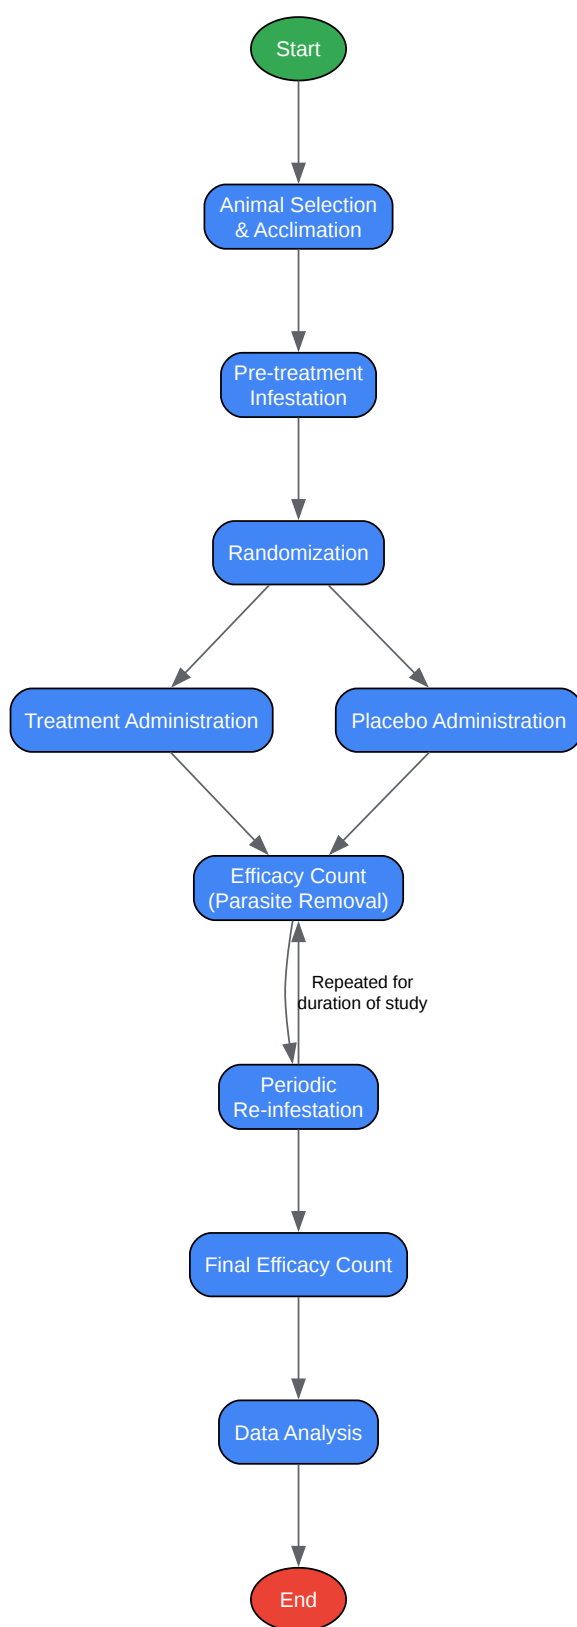 Start
Animal Selection
& Acclimation
Pre-treatment
Infestation
Randomization
Treatment Administration
Placebo Administration
Efficacy Count
(Parasite Removal)
Repeated for
duration of study
Periodic
Re-infestation
Final Efficacy Count
Data Analysis
End